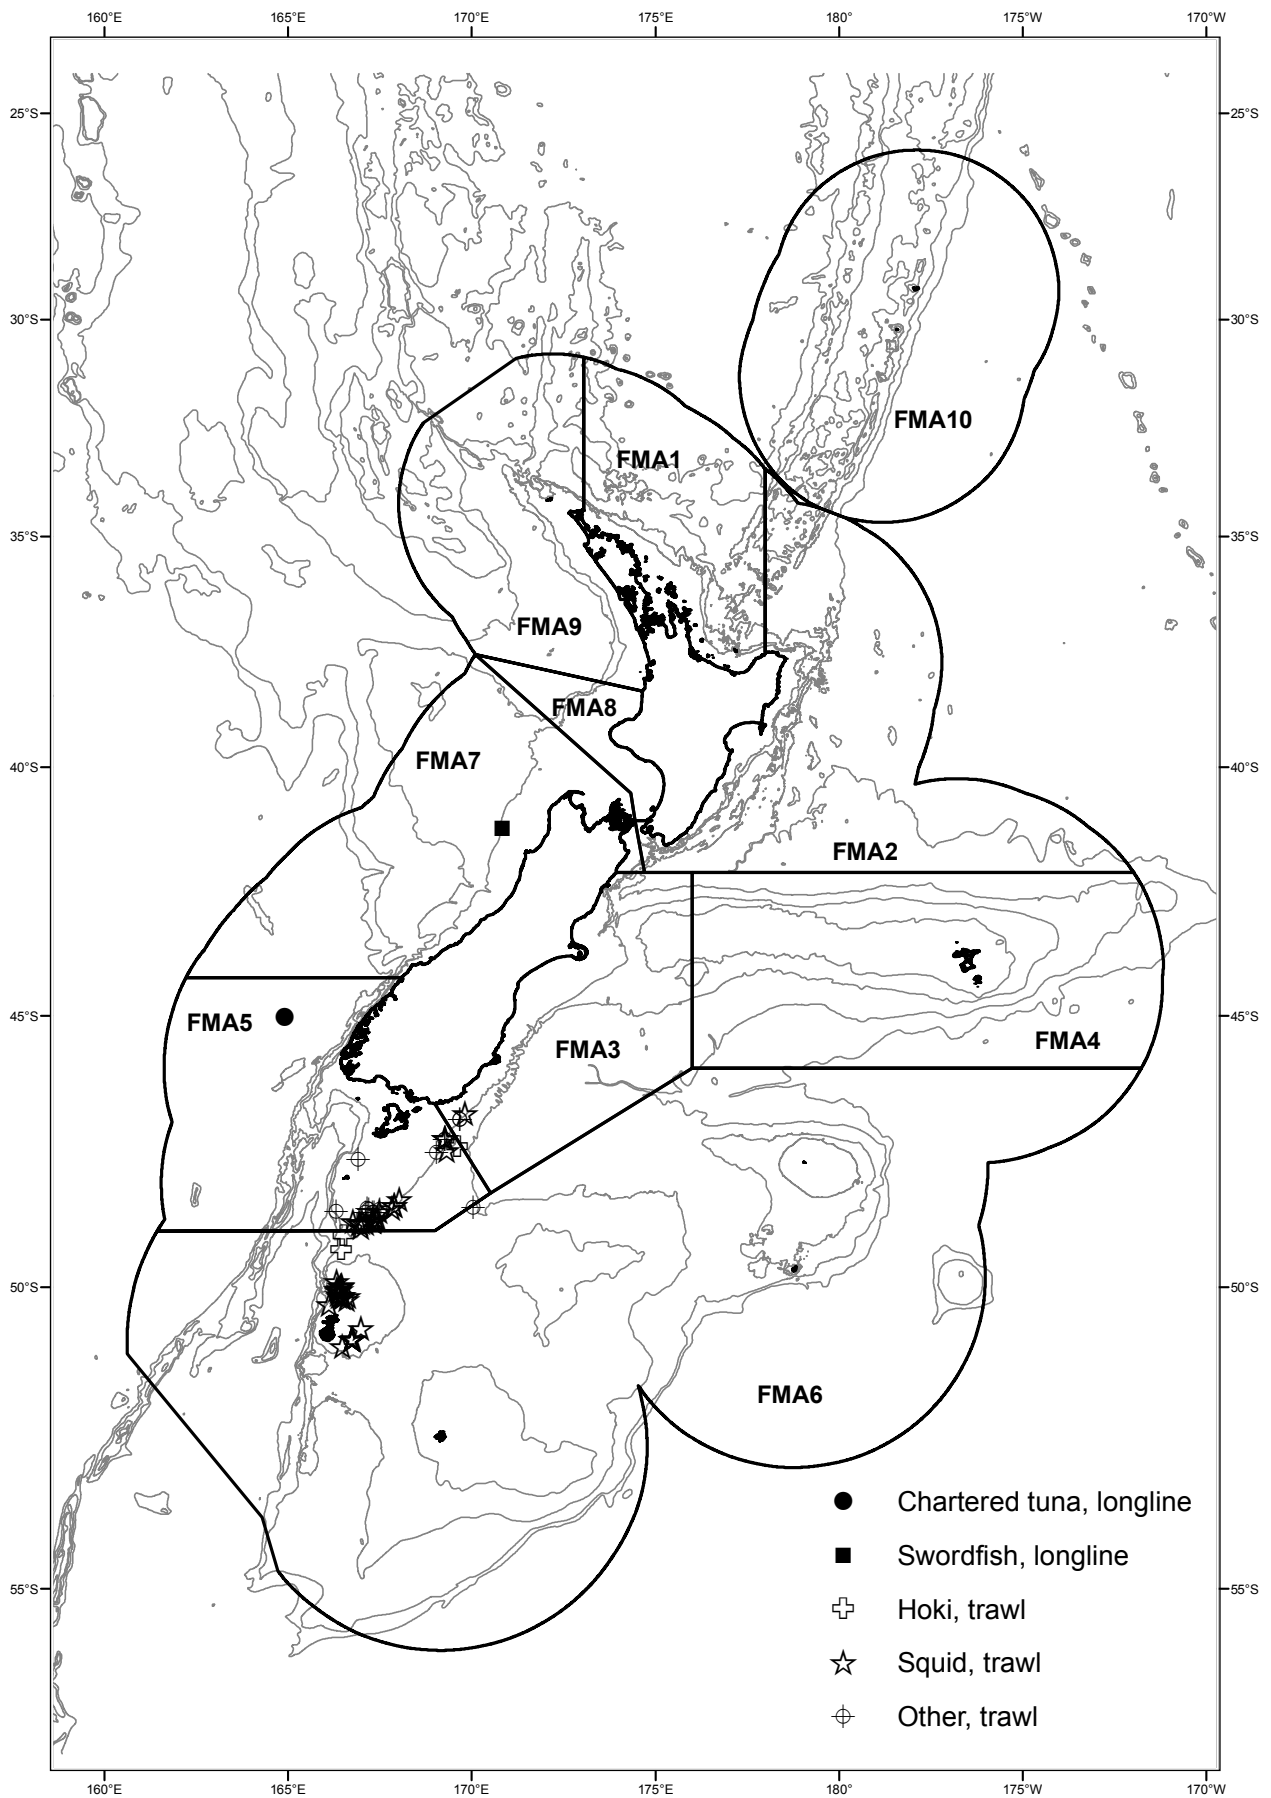 160°E 165°E 170°E 175°E 180° 175°W 170°W
25°S 25°S
30°S 30°S
FMA10
FMA1
35°S 35°S
FMA9
FMA8
FMA7
40°S 40°S
FMA2
45°S 45°S
FMA5
FMA4
FMA3
50°S 50°S
FMA6
Chartered tuna, longline
Swordfish, longline
55°S 55°S
Hoki, trawl
Squid, trawl
Other, trawl
160°E 165°E 170°E 175°E 180° 175°W 170°W